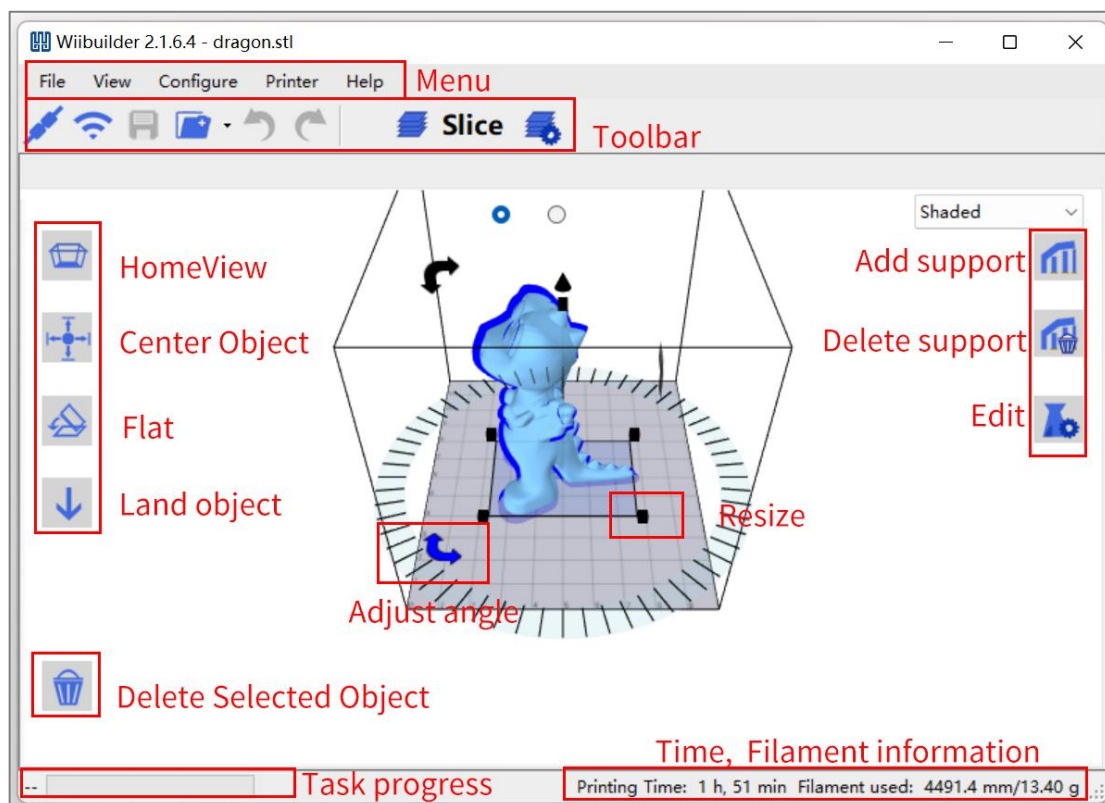 Wiibuilder 2.1.6.4 - dragon.stl
File View Configure Printer Help Menu
Slice Toolbar
Shaded
HomeView
Add support
Center Object
Delete support
Flat
Edit
Land object
Resize
Adjust angle
Delete Selected Object
Time, Filament information
-- Task progress
Printing Time: 1 h, 51 min Filament used: 4491.4 mm/13.40 g